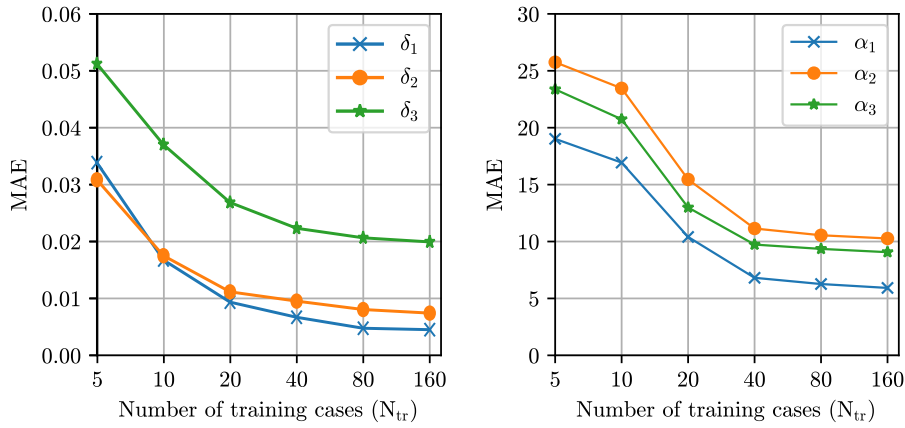 0.06
0.05
0.04
0.03
0.02
0.01
0.00
MAE
5 10 20 40 80 160
Number of training cases (N_tr)
δ₁
δ₂
δ₃
30
25
20
15
10
5
0
MAE
5 10 20 40 80 160
Number of training cases (N_tr)
α₁
α₂
α₃